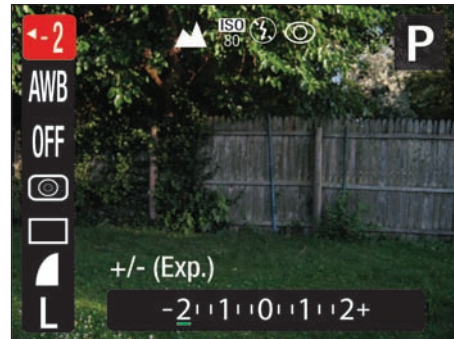 -2
ISO
80
P
AWB
OFF
L
+/- (Exp.)
-2 1 0 1 2+